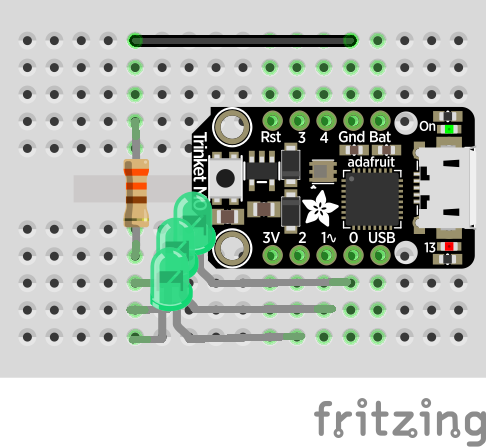 Rst 3 4 Gnd Bat
On
adafruit
Trinket M0
3V 2 1∿ 0 USB
13
fritzing